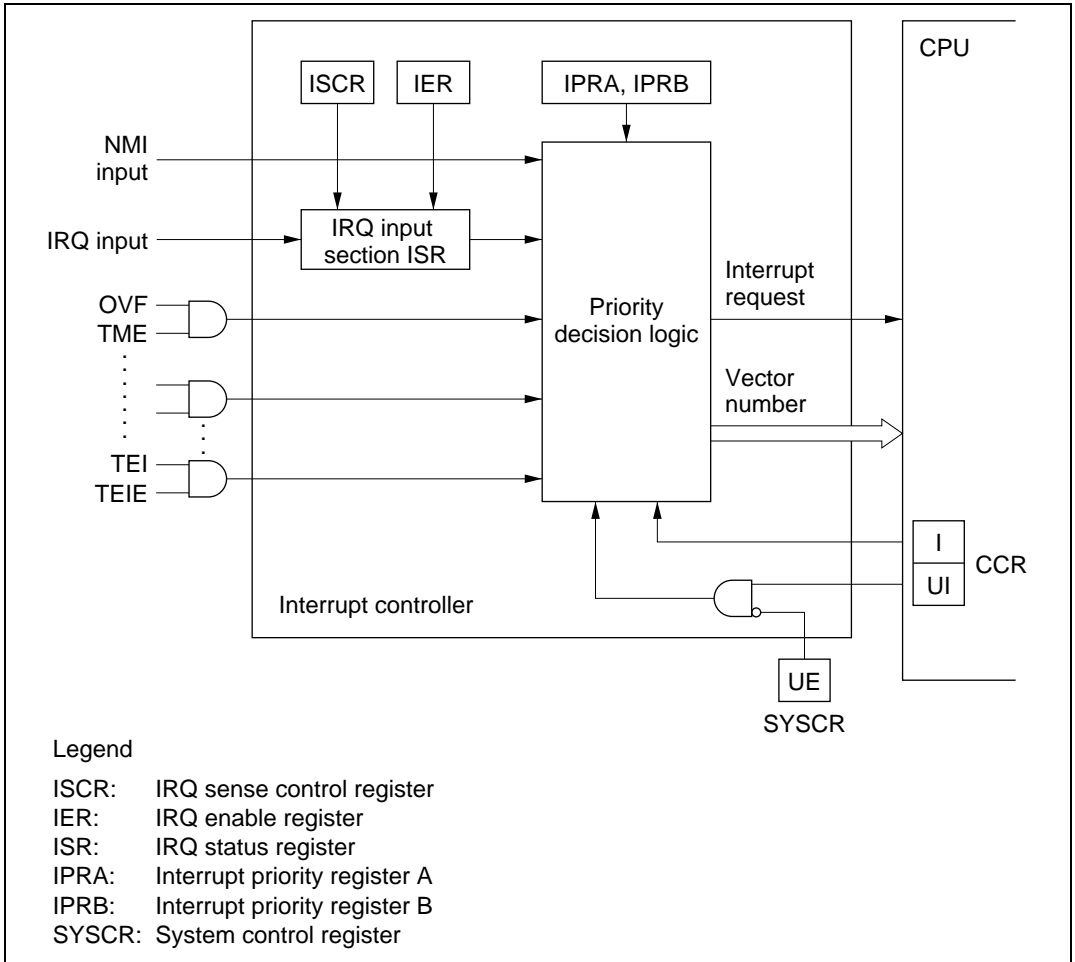 CPU
ISCR
IER
IPRA, IPRB
NMI
input
IRQ input
IRQ input
section ISR
OVF
TME
Priority
decision logic
Interrupt
request
Vector
number
TEI
TEIE
I
UI
CCR
Interrupt controller
UE
SYSCR
Legend
ISCR: IRQ sense control register
IER: IRQ enable register
ISR: IRQ status register
IPRA: Interrupt priority register A
IPRB: Interrupt priority register B
SYSCR: System control register